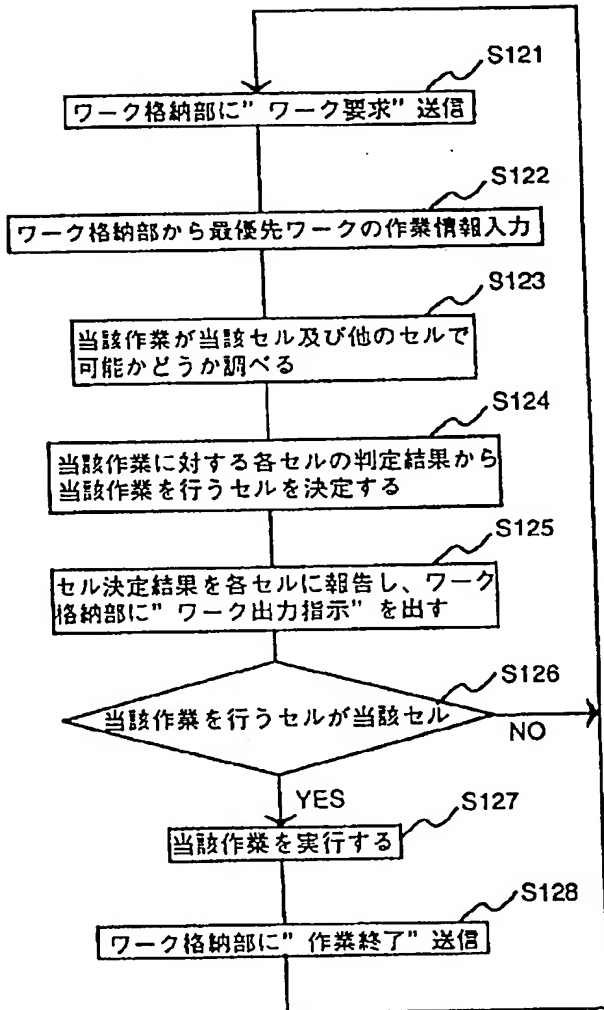 S121
ワーク格納部に”ワーク要求”送信
S122
ワーク格納部から最優先ワークの作業情報入力
S123
当該作業が当該セル及び他のセルで
可能かどうか調べる
S124
当該作業に対する各セルの判定結果から
当該作業を行うセルを決定する
S125
セル決定結果を各セルに報告し、ワーク
格納部に”ワーク出力指示”を出す
S126
当該作業を行うセルが当該セル
NO
YES
S127
当該作業を実行する
S128
ワーク格納部に”作業終了”送信